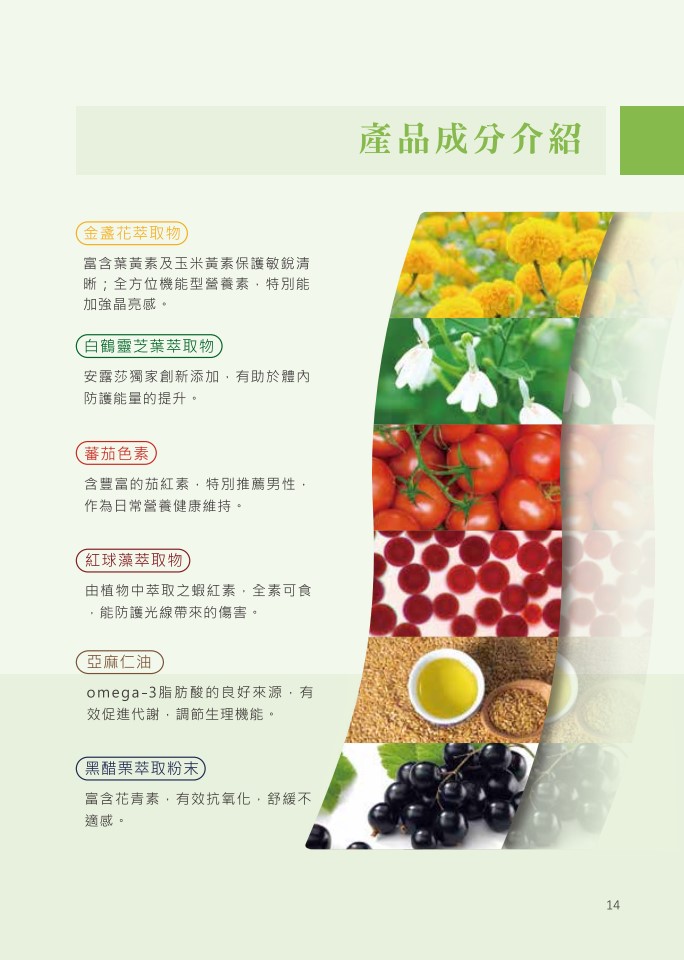 產品成分介紹
金盞花萃取物
富含葉黃素及玉米黃素保護敏銳清
晰；全方位機能型營養素，特別能
加強晶亮感。
白鶴靈芝葉萃取物
安露莎獨家創新添加，有助於體內
防護能量的提升。
蕃茄色素
含豐富的茄紅素，特別推薦男性，
作為日常營養健康維持。
紅球藻萃取物
由植物中萃取之蝦紅素，全素可食
，能防護光線帶來的傷害。
亞麻仁油
omega-3脂肪酸的良好來源，有
效促進代謝，調節生理機能。
黑醋栗萃取粉末
富含花青素，有效抗氧化，舒緩不
適感。
14